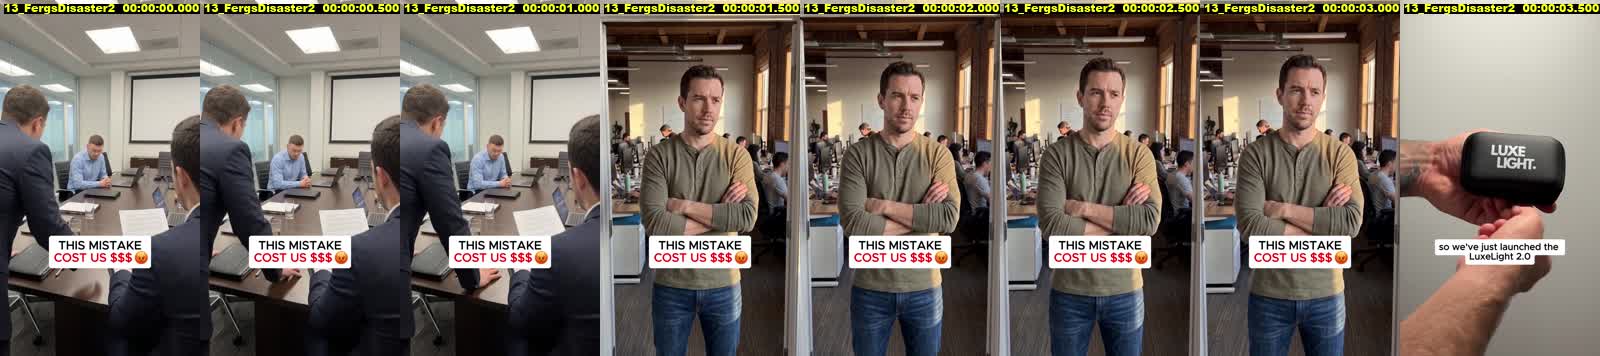 13_FergsDisaster2 00:00:00.000
THIS MISTAKE
COST US $$$😡
13_FergsDisaster2 00:00:00.500
THIS MISTAKE
COST US $$$😡
13_FergsDisaster2 00:00:01.000
THIS MISTAKE
COST US $$$😡
13_FergsDisaster2 00:00:01.500
THIS MISTAKE
COST US $$$😡
13_FergsDisaster2 00:00:02.000
THIS MISTAKE
COST US $$$😡
13_FergsDisaster2 00:00:02.500
THIS MISTAKE
COST US $$$😡
13_FergsDisaster2 00:00:03.000
THIS MISTAKE
COST US $$$😡
13_FergsDisaster2 00:00:03.500
LUXE
LIGHT.
so we've just launched the
LuxeLight 2.0